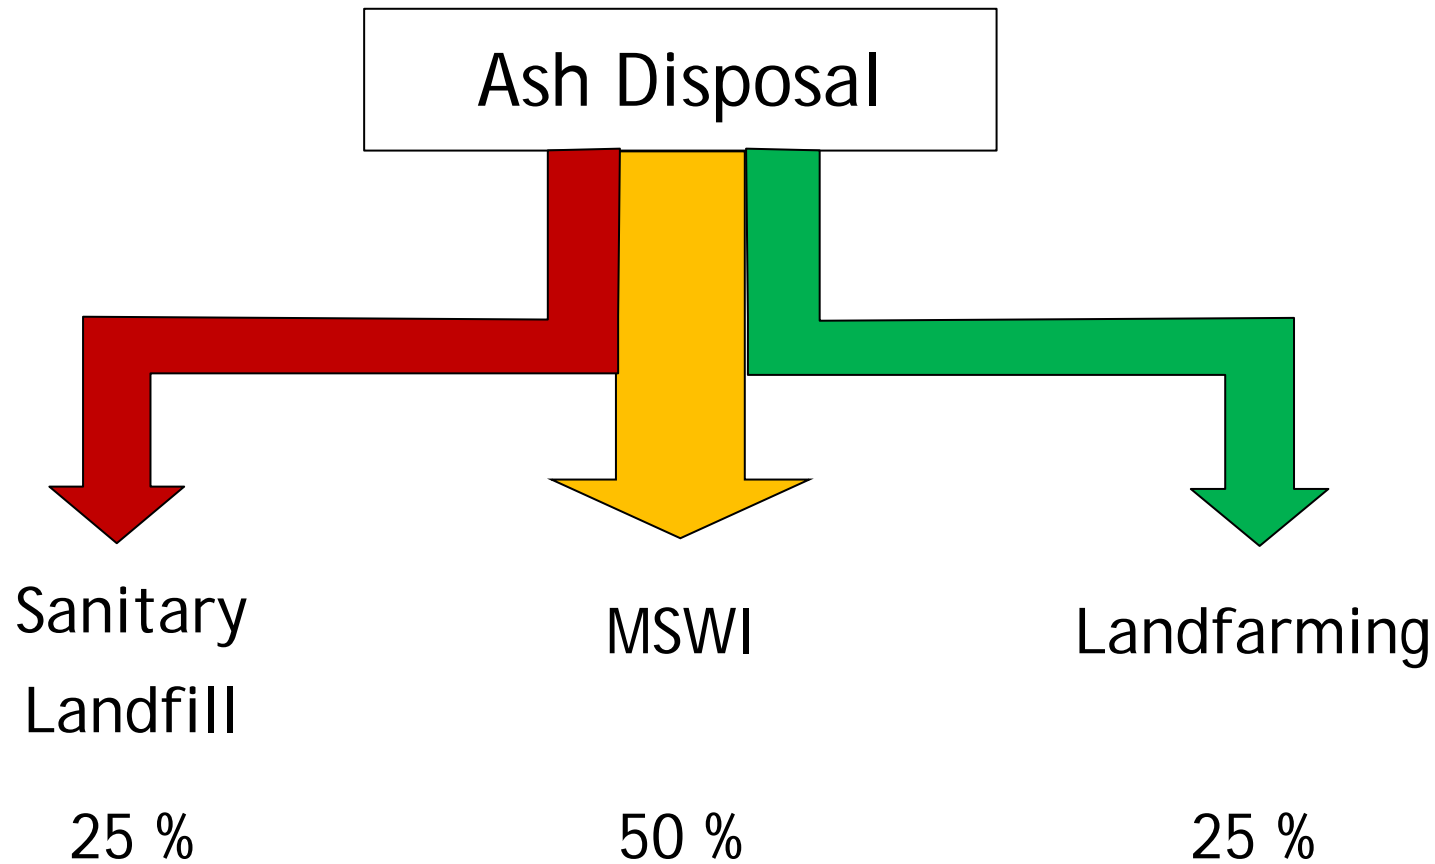 Ash Disposal
Sanitary
Landfill
MSWI
Landfarming
25 %
50 %
25 %